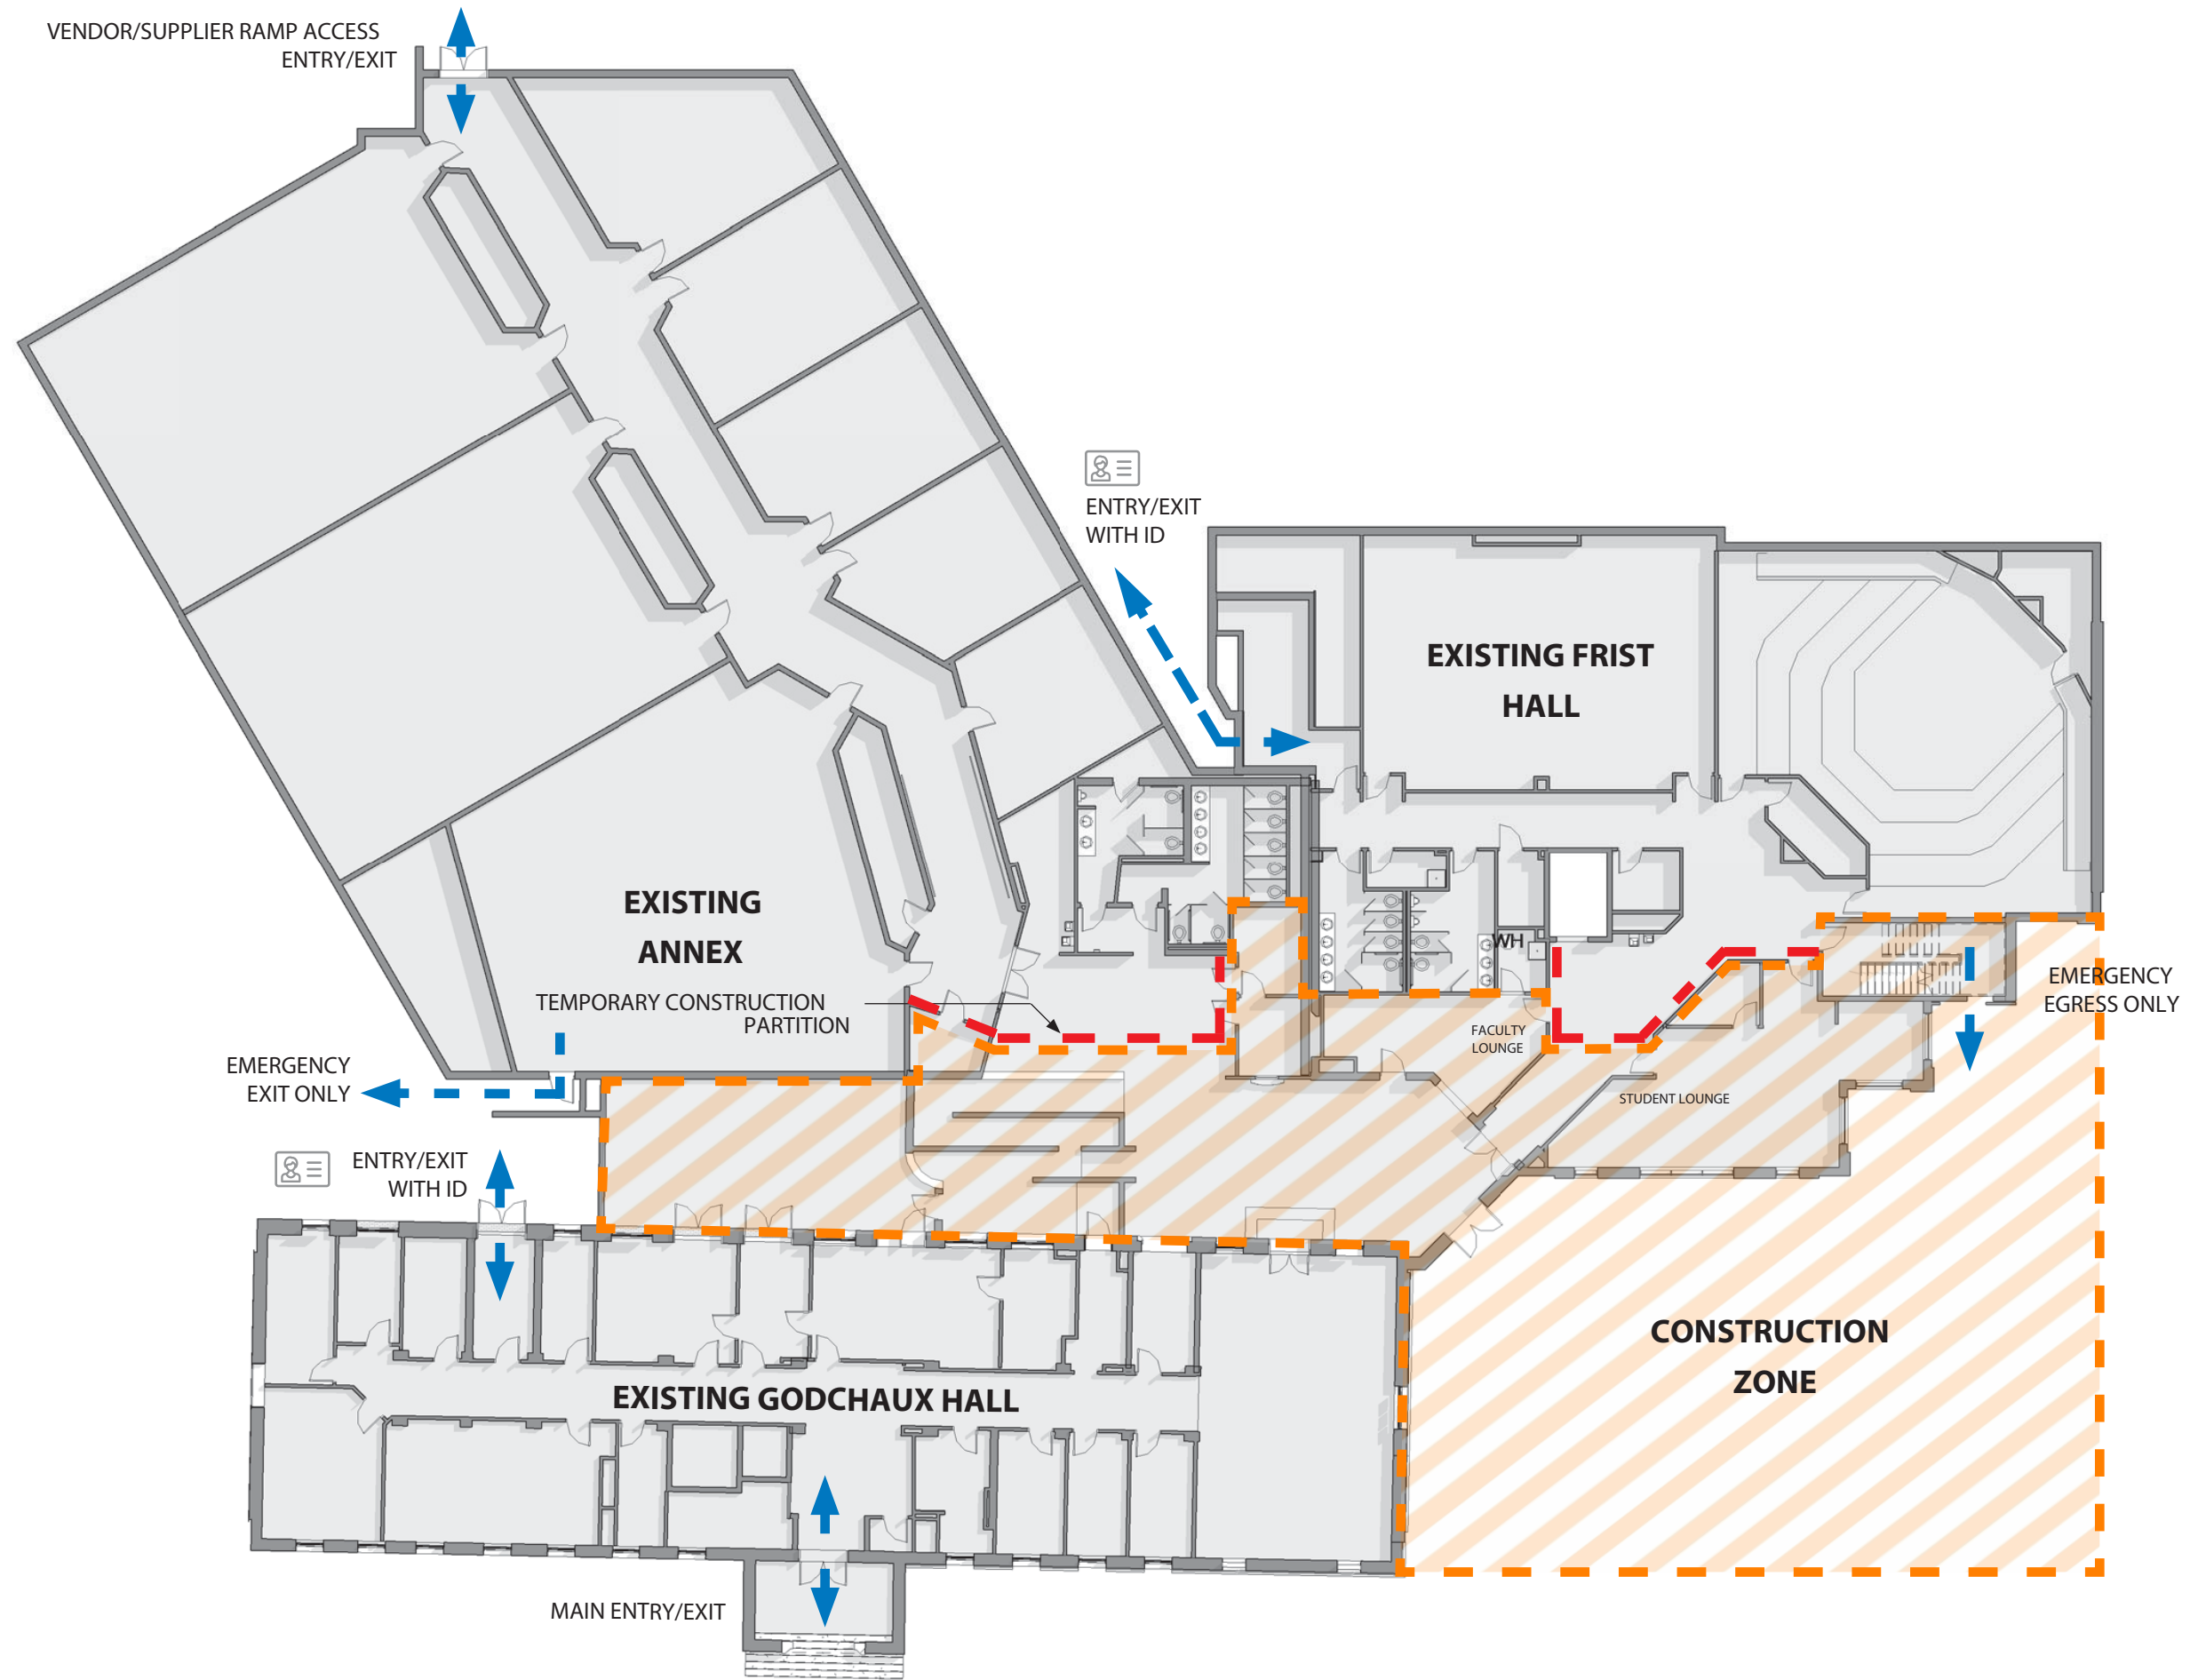 VENDOR/SUPPLIER RAMP ACCESS
ENTRY/EXIT
ENTRY/EXIT
WITH ID
EXISTING FRIST
HALL
EXISTING
ANNEX
WH
TEMPORARY CONSTRUCTION
PARTITION
EMERGENCY
EGRESS ONLY
FACULTY
LOUNGE
EMERGENCY
EXIT ONLY
STUDENT LOUNGE
ENTRY/EXIT
WITH ID
CONSTRUCTION
ZONE
EXISTING GODCHAUX HALL
MAIN ENTRY/EXIT